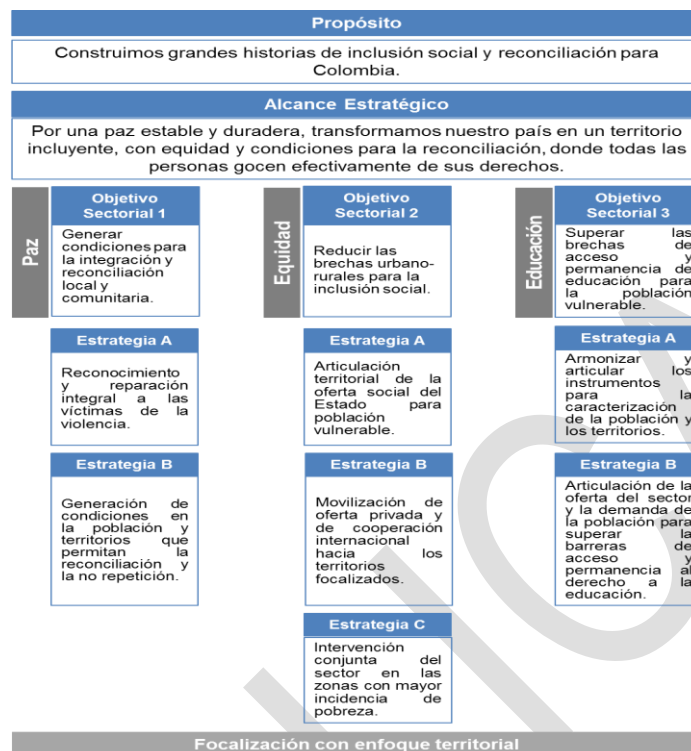 Propósito
Construimos grandes historias de inclusión social y reconciliación para
Colombia.
Alcance Estratégico
Por una paz estable y duradera, transformamos nuestro país en un territorio
incluyente, con equidad y condiciones para la reconciliación, donde todas las
personas gocen efectivamente de sus derechos.
Paz
Objetivo
Sectorial 1
Generar
condiciones para
la integración y
reconciliación
local y
comunitaria.
Estrategia A
Reconocimiento
y reparación
integral a las
víctimas de la
violencia.
Estrategia B
Generación de
condiciones en
la población y
territorios que
permitan la
reconciliación y
la no repetición.
Equidad
Objetivo
Sectorial 2
Reducir las
brechas urbano-
rurales para la
inclusión social.
Estrategia A
Articulación
territorial de la
oferta social del
Estado para
población
vulnerable.
Estrategia B
Movilización de
oferta privada y
de cooperación
internacional
hacia los
territorios
focalizados.
Estrategia C
Intervención
conjunta del
sector en las
zonas con mayor
incidencia de
pobreza.
Educación
Objetivo
Sectorial 3
Superar las
brechas de
acceso y
permanencia de
educación para
la población
vulnerable.
Estrategia A
Armonizar y
articular los
instrumentos
para la
caracterización
de la población y
los territorios.
Estrategia B
Articulación de la
oferta del sector
y la demanda de
la población para
superar la
barreras de
acceso y
permanencia al
derecho a la
educación.
Focalización con enfoque territorial